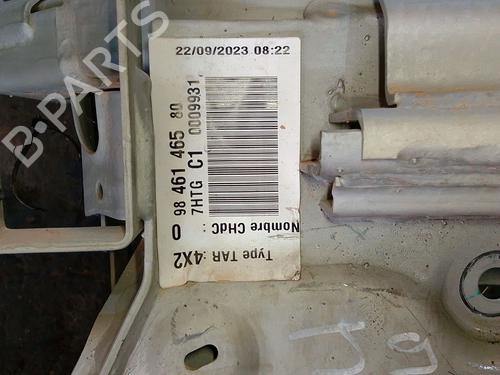 22/09/2023 08:22
0 98 461 465 80
7HTG C1 0009931
Nombre CHdC :
Type TAR :4X2
B-PARTS
J9